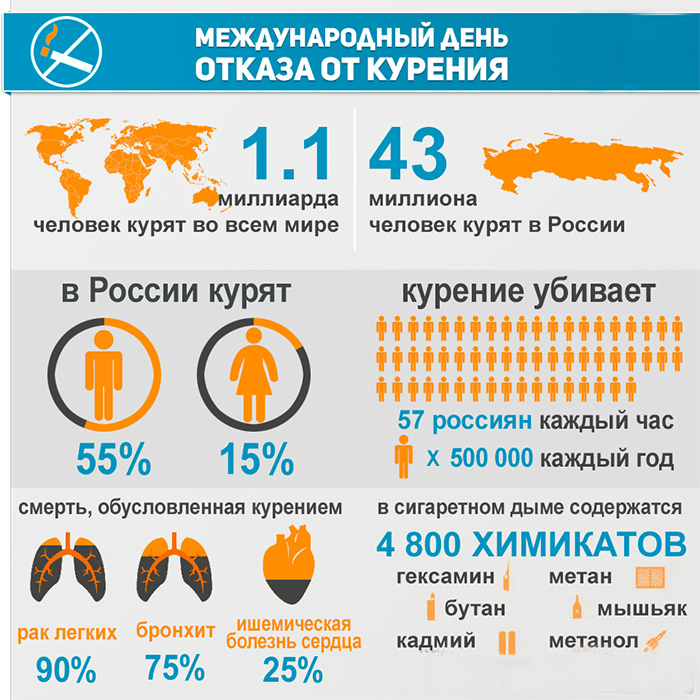 МЕЖДУНАРОДНЫЙ ДЕНЬ
ОТКАЗА ОТ КУРЕНИЯ
1.1
миллиарда
человек курят во всем мире
43
миллиона
человек курят в России
в России курят
55%
15%
курение убивает
57 россиян каждый час
х 500 000 каждый год
смерть, обусловленная курением
рак легких
90%
бронхит
75%
ишемическая
болезнь сердца
25%
в сигаретном дыме содержатся
4 800 ХИМИКАТОВ
гексамин
метан
бутан
мышьяк
кадмий
метанол